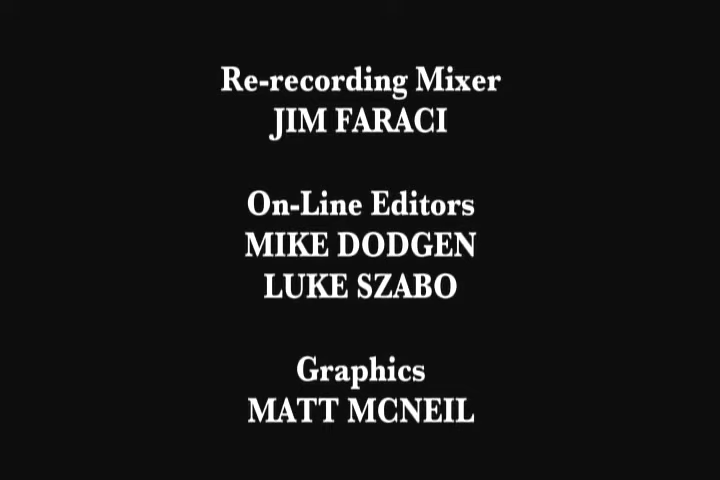 Re-recording Mixer
JIM FARACI
On-Line Editors
MIKE DODGEN
LUKE SZABO
Graphics
MATT MCNEIL